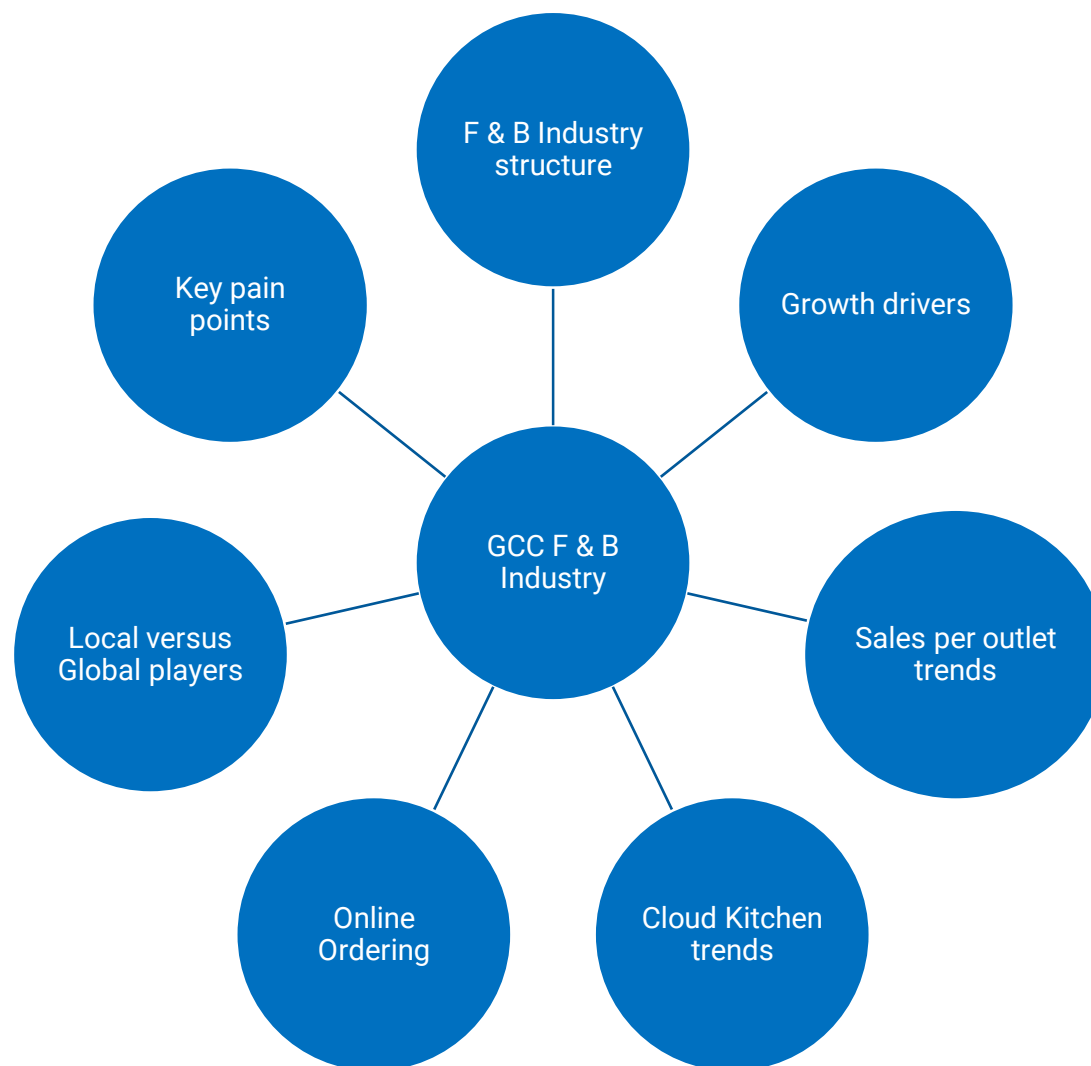 F & B Industry
structure
Growth drivers
Sales per outlet
trends
Cloud Kitchen
trends
Online
Ordering
Local versus
Global players
Key pain
points
GCC F & B
Industry